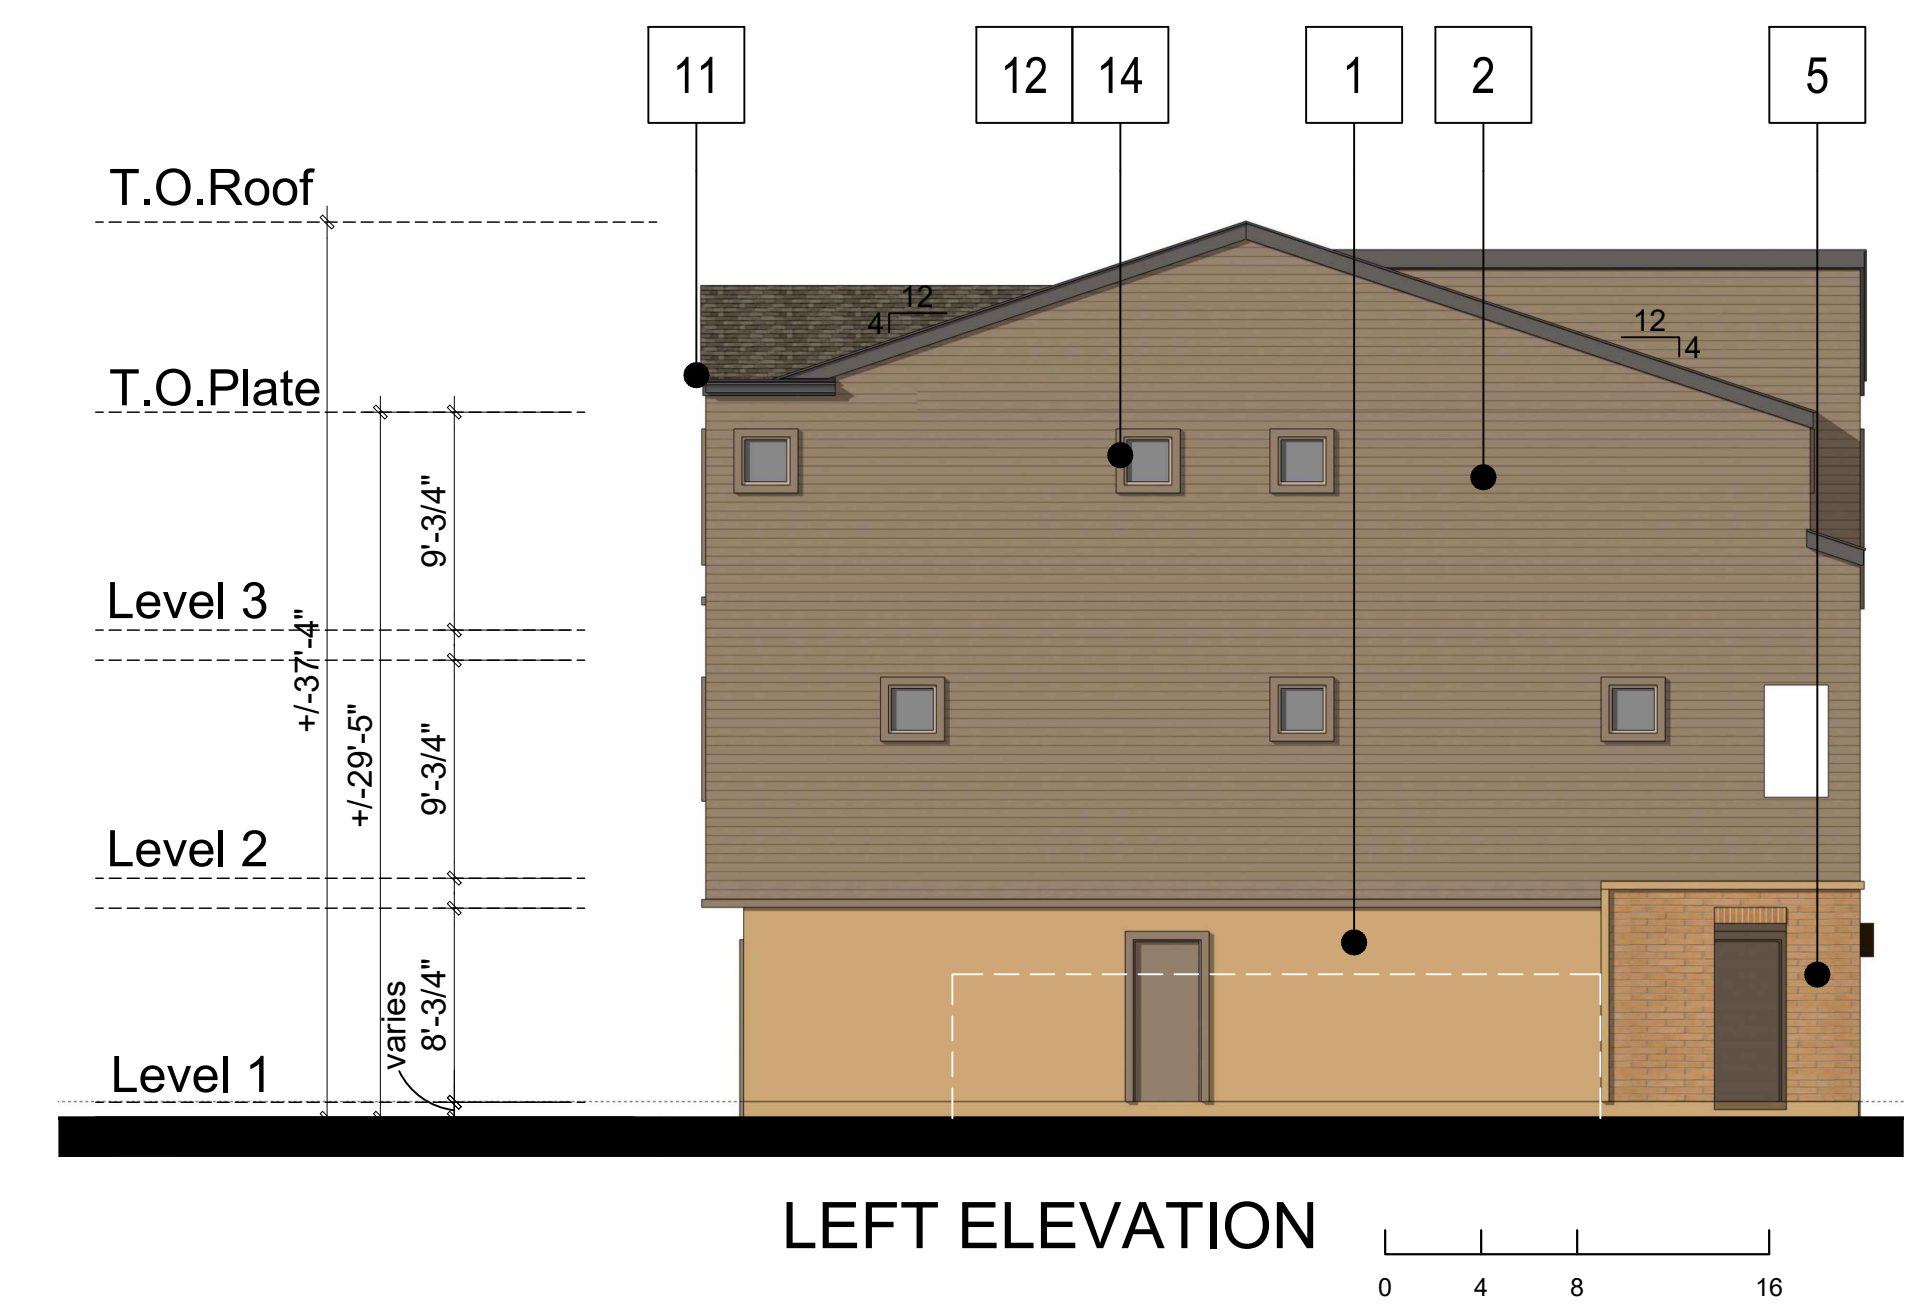 11
12
14
1
2
5
T.O.Roof
12
4
12
4
T.O.Plate
9'-3/4"
Level 3
+/-37'-4"
+/-29'-5"
9'-3/4"
Level 2
varies
8'-3/4"
Level 1
LEFT ELEVATION
0 4 8 16